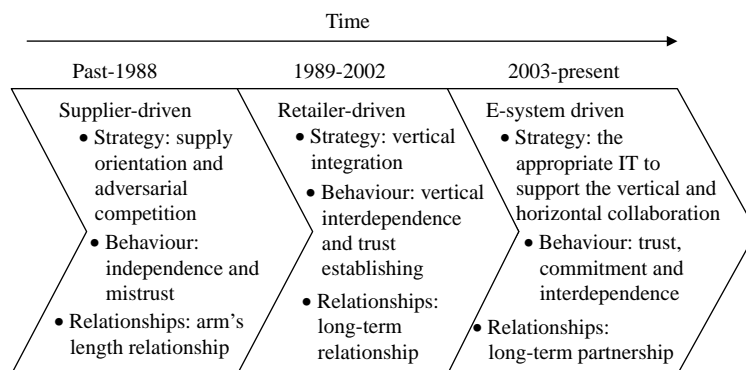 Time
Past-1988
1989-2002
2003-present
Supplier-driven
• Strategy: supply
orientation and
adversarial
competition
• Behaviour:
independence and
mistrust
• Relationships: arm's
length relationship
Retailer-driven
• Strategy: vertical
integration
• Behaviour: vertical
interdependence
and trust
establishing
• Relationships:
long-term
relationship
E-system driven
• Strategy: the
appropriate IT to
support the vertical and
horizontal collaboration
• Behaviour: trust,
commitment and
interdependence
• Relationships:
long-term partnership